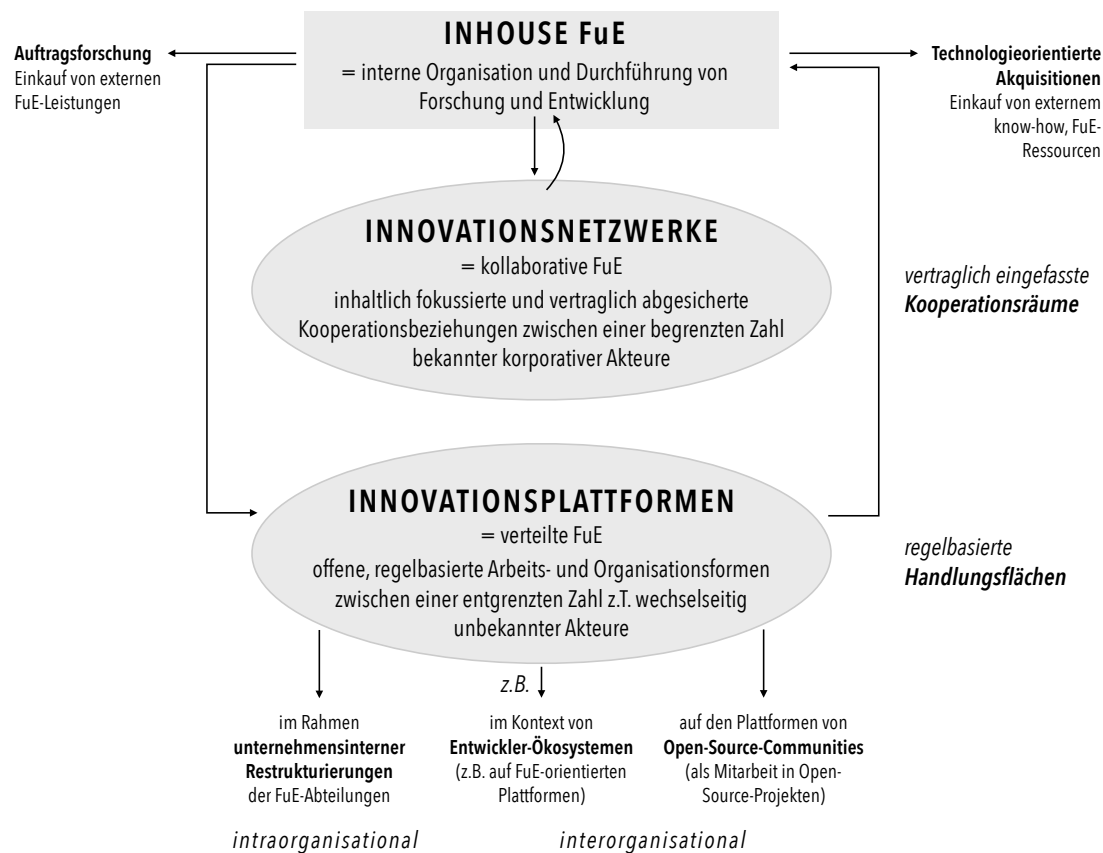 INHOUSE FuE
= interne Organisation und Durchführung von
Forschung und Entwicklung
Auftragsforschung
Einkauf von externen
FuE-Leistungen
Technologieorientierte
Akquisitionen
Einkauf von externem
know-how, FuE-
Ressourcen
INNOVATIONSNETZWERKE
= kollaborative FuE
inhaltlich fokussierte und vertraglich abgesicherte
Kooperationsbeziehungen zwischen einer begrenzten Zahl
bekannter korporativer Akteure
vertraglich eingefasste
Kooperationsräume
INNOVATIONSPLATTFORMEN
= verteilte FuE
offene, regelbasierte Arbeits- und Organisationsformen
zwischen einer entgrenzten Zahl z.T. wechselseitig
unbekannter Akteure
regelbasierte
Handlungsflächen
z.B.
im Rahmen
unternehmensinterner
Restrukturierungen
der FuE-Abteilungen
im Kontext von
Entwickler-Ökosystemen
(z.B. auf FuE-orientierten
Plattformen)
auf den Plattformen von
Open-Source-Communities
(als Mitarbeit in Open-
Source-Projekten)
intraorganisational
interorganisational